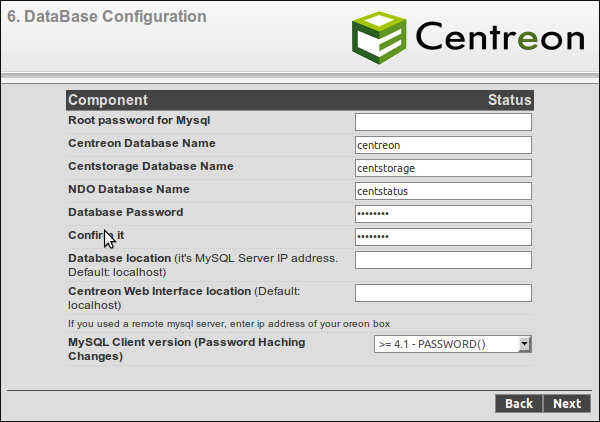 6. DataBase Configuration
Centreon
Component Status
Root password for Mysql
Centreon Database Name centreon
Centstorage Database Name centstorage
NDO Database Name centstatus
Database Password ••••••••
Confirm it ••••••••
Database location (it's MySQL Server IP address.
Default: localhost)
Centreon Web Interface location (Default:
localhost)
If you used a remote mysql server, enter ip address of your oreon box
MySQL Client version (Password Haching
Changes) >= 4.1 - PASSWORD()
Back Next